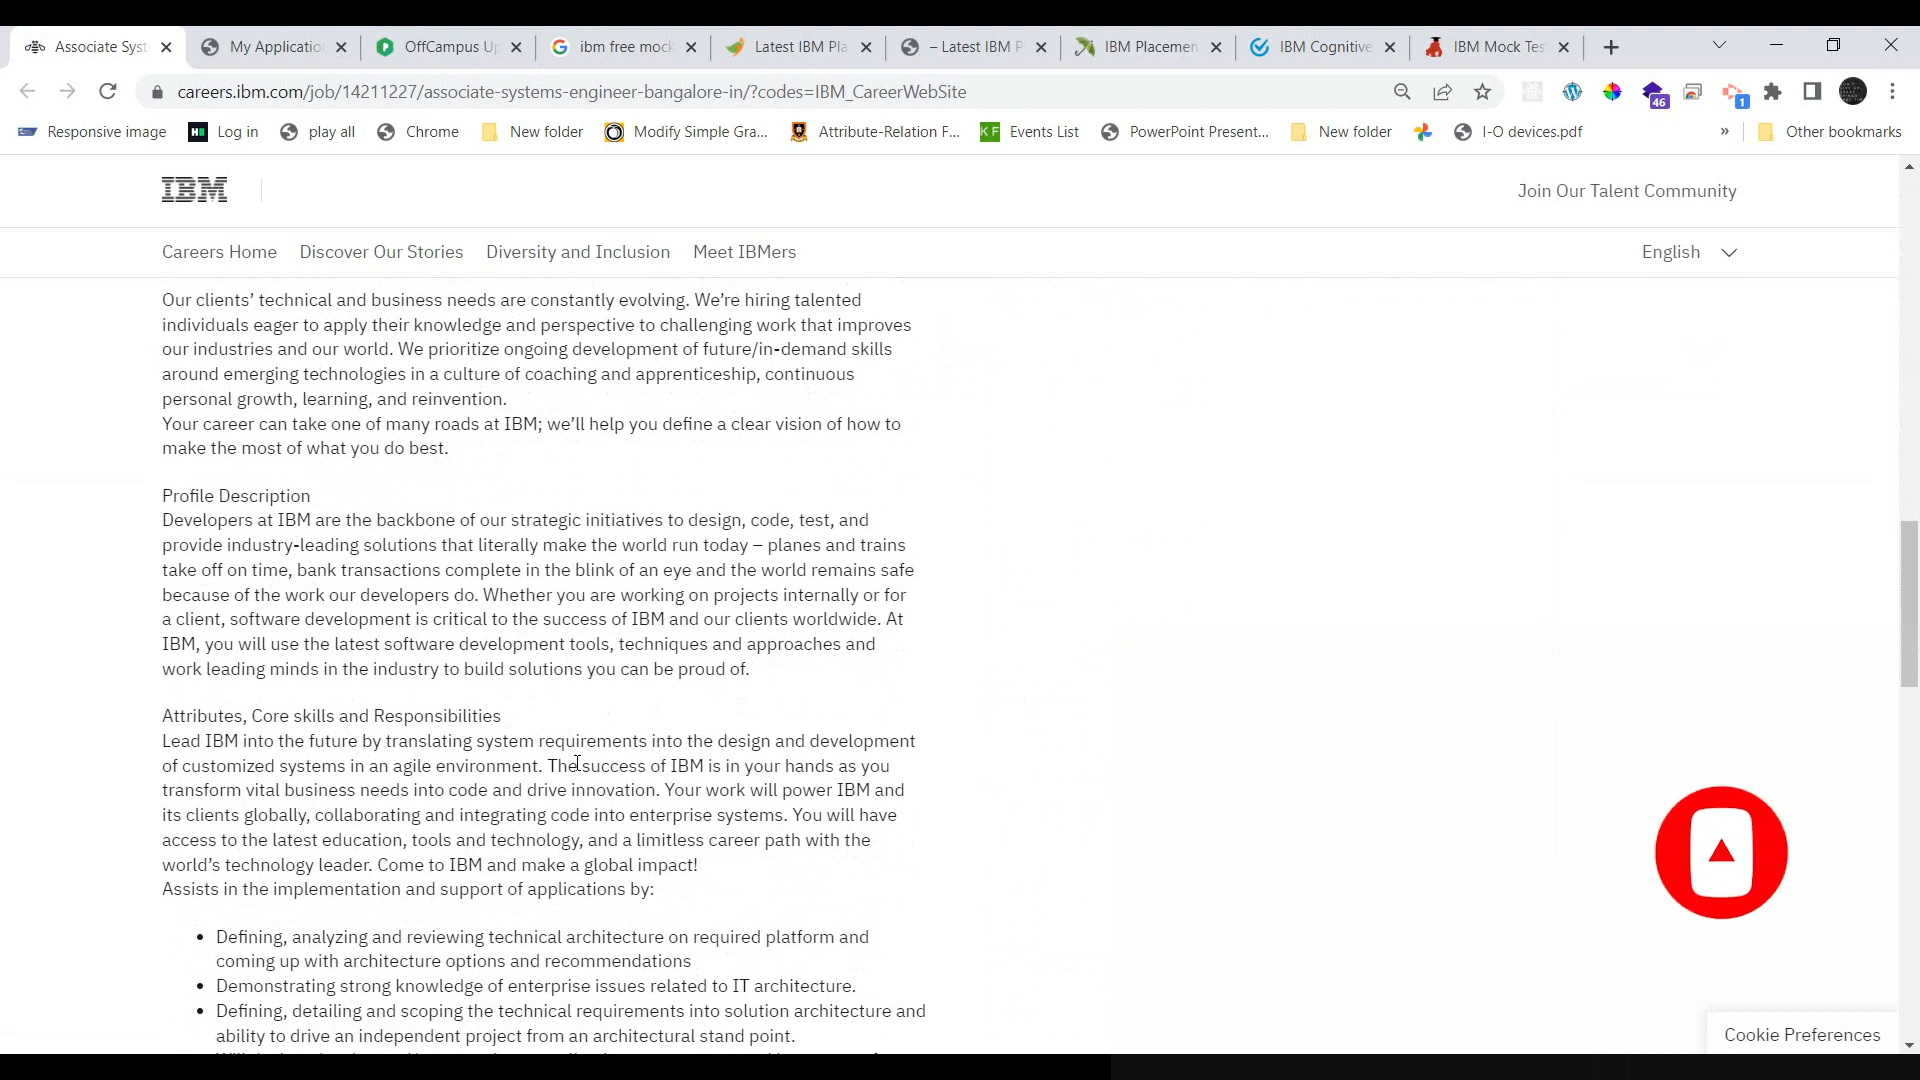 Associate Syst
My Applicatio
OffCampus Up
ibm free mock
Latest IBM Pla
– Latest IBM P
IBM Placemen
IBM Cognitive
IBM Mock Tes
careers.ibm.com/job/14211227/associate-systems-engineer-bangalore-in/?codes=IBM_CareerWebSite
46
1
Responsive image
Log in
play all
Chrome
New folder
Modify Simple Gra...
Attribute-Relation F...
KF Events List
PowerPoint Present...
New folder
I-O devices.pdf
»
Other bookmarks
IBM
Join Our Talent Community
Careers Home
Discover Our Stories
Diversity and Inclusion
Meet IBMers
English
Our clients’ technical and business needs are constantly evolving. We’re hiring talented
individuals eager to apply their knowledge and perspective to challenging work that improves
our industries and our world. We prioritize ongoing development of future/in-demand skills
around emerging technologies in a culture of coaching and apprenticeship, continuous
personal growth, learning, and reinvention.
Your career can take one of many roads at IBM; we’ll help you define a clear vision of how to
make the most of what you do best.
Profile Description
Developers at IBM are the backbone of our strategic initiatives to design, code, test, and
provide industry-leading solutions that literally make the world run today – planes and trains
take off on time, bank transactions complete in the blink of an eye and the world remains safe
because of the work our developers do. Whether you are working on projects internally or for
a client, software development is critical to the success of IBM and our clients worldwide. At
IBM, you will use the latest software development tools, techniques and approaches and
work leading minds in the industry to build solutions you can be proud of.
Attributes, Core skills and Responsibilities
Lead IBM into the future by translating system requirements into the design and development
of customized systems in an agile environment. The success of IBM is in your hands as you
transform vital business needs into code and drive innovation. Your work will power IBM and
its clients globally, collaborating and integrating code into enterprise systems. You will have
access to the latest education, tools and technology, and a limitless career path with the
world’s technology leader. Come to IBM and make a global impact!
Assists in the implementation and support of applications by:
• Defining, analyzing and reviewing technical architecture on required platform and
coming up with architecture options and recommendations
• Demonstrating strong knowledge of enterprise issues related to IT architecture.
• Defining, detailing and scoping the technical requirements into solution architecture and
ability to drive an independent project from an architectural stand point.
Cookie Preferences